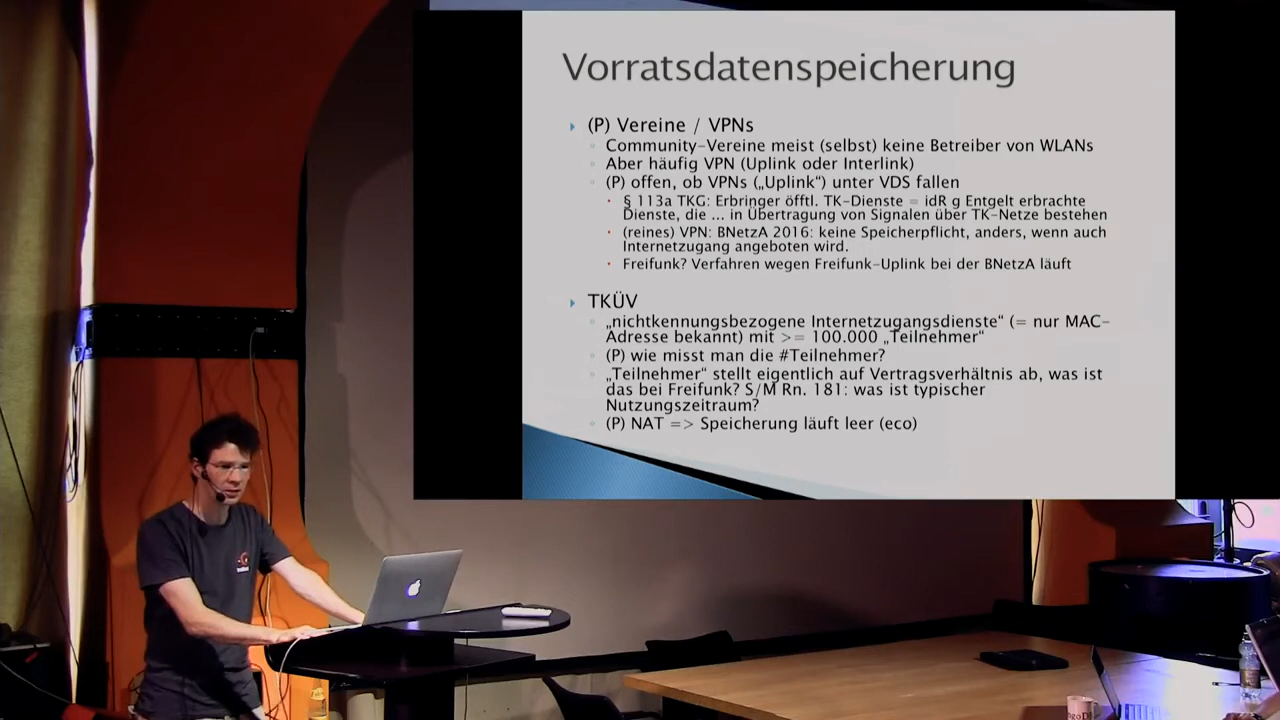 Vorratsdatenspeicherung
(P) Vereine / VPNs
Community-Vereine meist (selbst) keine Betreiber von WLANs
Aber häufig VPN (Uplink oder Interlink)
(P) offen, ob VPNs („Uplink“) unter VDS fallen
§ 113a TKG: Erbringer öfftl. TK-Dienste = idR g Entgelt erbrachte
Dienste, die ... in Übertragung von Signalen über TK-Netze bestehen
(reines) VPN: BNetzA 2016: keine Speicherpflicht, anders, wenn auch
Internetzugang angeboten wird.
Freifunk? Verfahren wegen Freifunk-Uplink bei der BNetzA läuft
TKÜV
„nichtkennungsbezogene Internetzugangsdienste“ (= nur MAC-
Adresse bekannt) mit >= 100.000 „Teilnehmer“
(P) wie misst man die #Teilnehmer?
„Teilnehmer“ stellt eigentlich auf Vertragsverhältnis ab, was ist
das bei Freifunk? S/M Rn. 181: was ist typischer
Nutzungszeitraum?
(P) NAT => Speicherung läuft leer (eco)